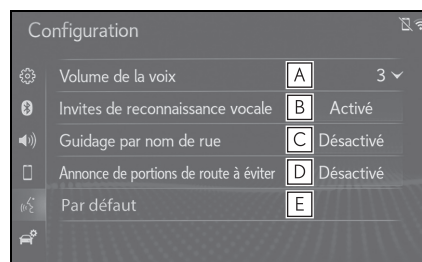 Configuration
Volume de la voix A 3
Invites de reconnaissance vocale B Activé
Guidage par nom de rue C Désactivé
Annonce de portions de route à éviter D Désactivé
Par défaut E